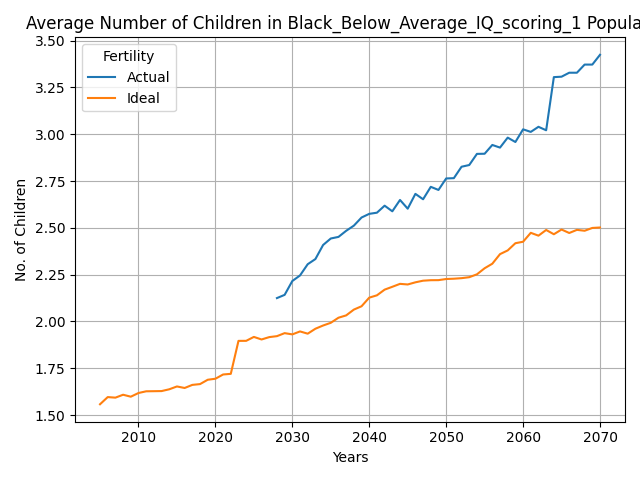 Average Number of Children in Black_Below_Average_IQ_scoring_1 Popula
3.50
3.25
3.00
2.75
2.50
2.25
2.00
1.75
1.50
No. of Children
Fertility
Actual
Ideal
2010 2020 2030 2040 2050 2060 2070
Years